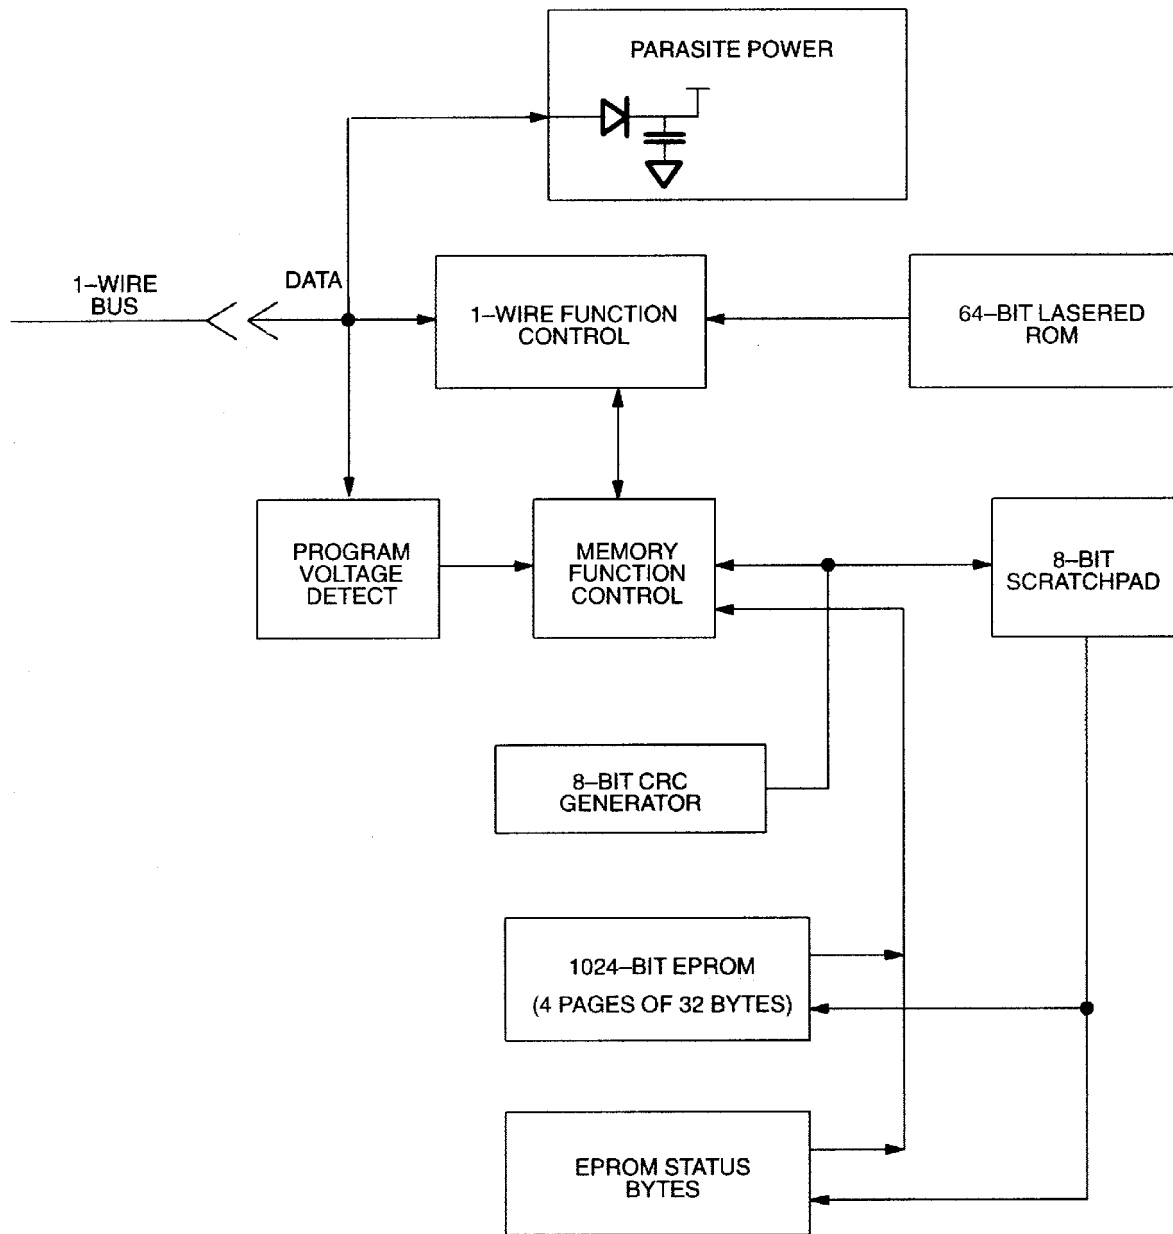 PARASITE POWER
1–WIRE
BUS
DATA
1–WIRE FUNCTION
CONTROL
64–BIT LASERED
ROM
PROGRAM
VOLTAGE
DETECT
MEMORY
FUNCTION
CONTROL
8–BIT
SCRATCHPAD
8–BIT CRC
GENERATOR
1024–BIT EPROM
(4 PAGES OF 32 BYTES)
EPROM STATUS
BYTES